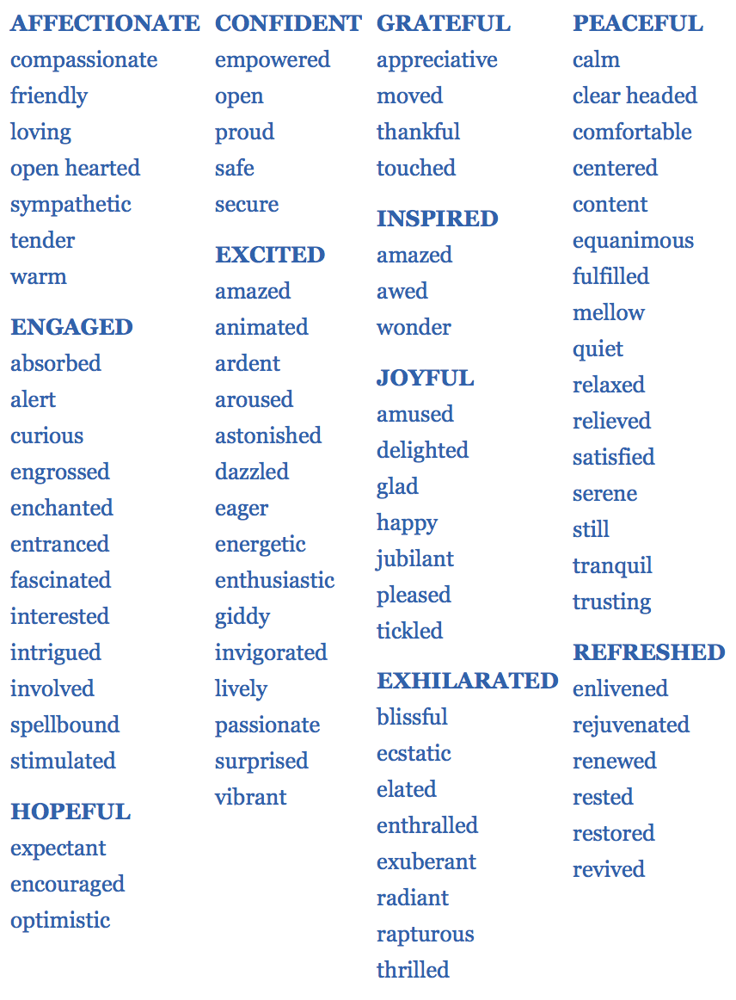 AFFECTIONATE
compassionate
friendly
loving
open hearted
sympathetic
tender
warm
ENGAGED
absorbed
alert
curious
engrossed
enchanted
entranced
fascinated
interested
intrigued
involved
spellbound
stimulated
HOPEFUL
expectant
encouraged
optimistic
CONFIDENT
empowered
open
proud
safe
secure
EXCITED
amazed
animated
ardent
aroused
astonished
dazzled
eager
energetic
enthusiastic
giddy
invigorated
lively
passionate
surprised
vibrant
GRATEFUL
appreciative
moved
thankful
touched
INSPIRED
amazed
awed
wonder
JOYFUL
amused
delighted
glad
happy
jubilant
pleased
tickled
EXHILARATED
blissful
ecstatic
elated
enthralled
exuberant
radiant
rapturous
thrilled
PEACEFUL
calm
clear headed
comfortable
centered
content
equanimous
fulfilled
mellow
quiet
relaxed
relieved
satisfied
serene
still
tranquil
trusting
REFRESHED
enlivened
rejuvenated
renewed
rested
restored
revived